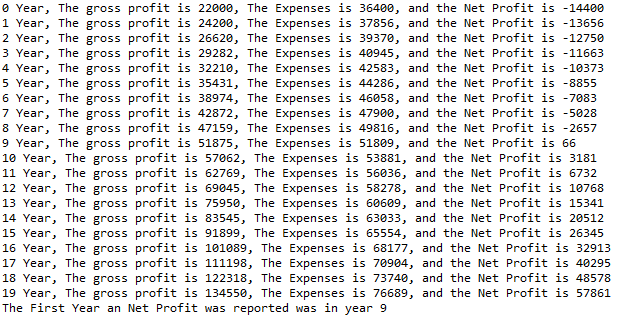 0 Year, The gross profit is 22000, The Expenses is 36400, and the Net Profit is -14400
1 Year, The gross profit is 24200, The Expenses is 37856, and the Net Profit is -13656
2 Year, The gross profit is 26620, The Expenses is 39370, and the Net Profit is -12750
3 Year, The gross profit is 29282, The Expenses is 40945, and the Net Profit is -11663
4 Year, The gross profit is 32210, The Expenses is 42583, and the Net Profit is -10373
5 Year, The gross profit is 35431, The Expenses is 44286, and the Net Profit is -8855
6 Year, The gross profit is 38974, The Expenses is 46058, and the Net Profit is -7083
7 Year, The gross profit is 42872, The Expenses is 47900, and the Net Profit is -5028
8 Year, The gross profit is 47159, The Expenses is 49816, and the Net Profit is -2657
9 Year, The gross profit is 51875, The Expenses is 51809, and the Net Profit is 66
10 Year, The gross profit is 57062, The Expenses is 53881, and the Net Profit is 3181
11 Year, The gross profit is 62769, The Expenses is 56036, and the Net Profit is 6732
12 Year, The gross profit is 69045, The Expenses is 58278, and the Net Profit is 10768
13 Year, The gross profit is 75950, The Expenses is 60609, and the Net Profit is 15341
14 Year, The gross profit is 83545, The Expenses is 63033, and the Net Profit is 20512
15 Year, The gross profit is 91899, The Expenses is 65554, and the Net Profit is 26345
16 Year, The gross profit is 101089, The Expenses is 68177, and the Net Profit is 32913
17 Year, The gross profit is 111198, The Expenses is 70904, and the Net Profit is 40295
18 Year, The gross profit is 122318, The Expenses is 73740, and the Net Profit is 48578
19 Year, The gross profit is 134550, The Expenses is 76689, and the Net Profit is 57861
The First Year an Net Profit was reported was in year 9